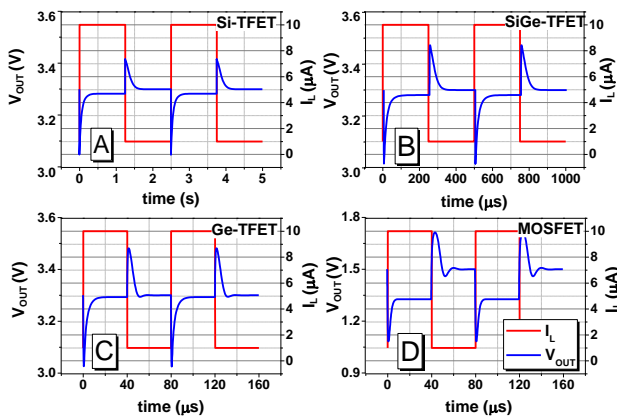 Si-TFET
3.6
3.4
3.2
3.0
V_OUT (V)
10
8
6
4
2
0
I_L (μA)
A
0 1 2 3 4 5
time (s)
SiGe-TFET
3.6
3.4
3.2
3.0
V_OUT (V)
10
8
6
4
2
0
I_L (μA)
B
0 200 400 600 800 1000
time (μs)
Ge-TFET
3.6
3.4
3.2
3.0
V_OUT (V)
10
8
6
4
2
0
I_L (μA)
C
0 40 80 120 160
time (μs)
MOSFET
1.8
1.5
1.2
0.9
V_OUT (V)
10
8
6
4
2
0
I_L (μA)
D
I_L
V_OUT
0 40 80 120 160
time (μs)